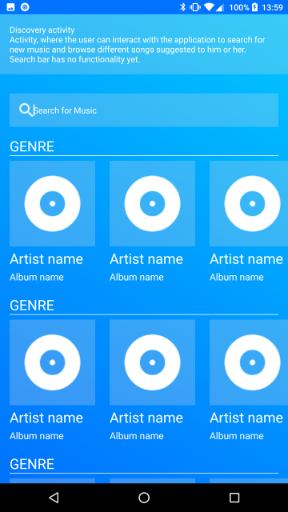 100% 13:59
Discovery activity
Activity, where the user can interact with the application to search for
new music and browse different songs suggested to him or her.
Search bar has no functionality yet.
Search for Music
GENRE
Artist name Artist name Artist name
Album name Album name Album name
GENRE
Artist name Artist name Artist name
Album name Album name Album name
GENRE